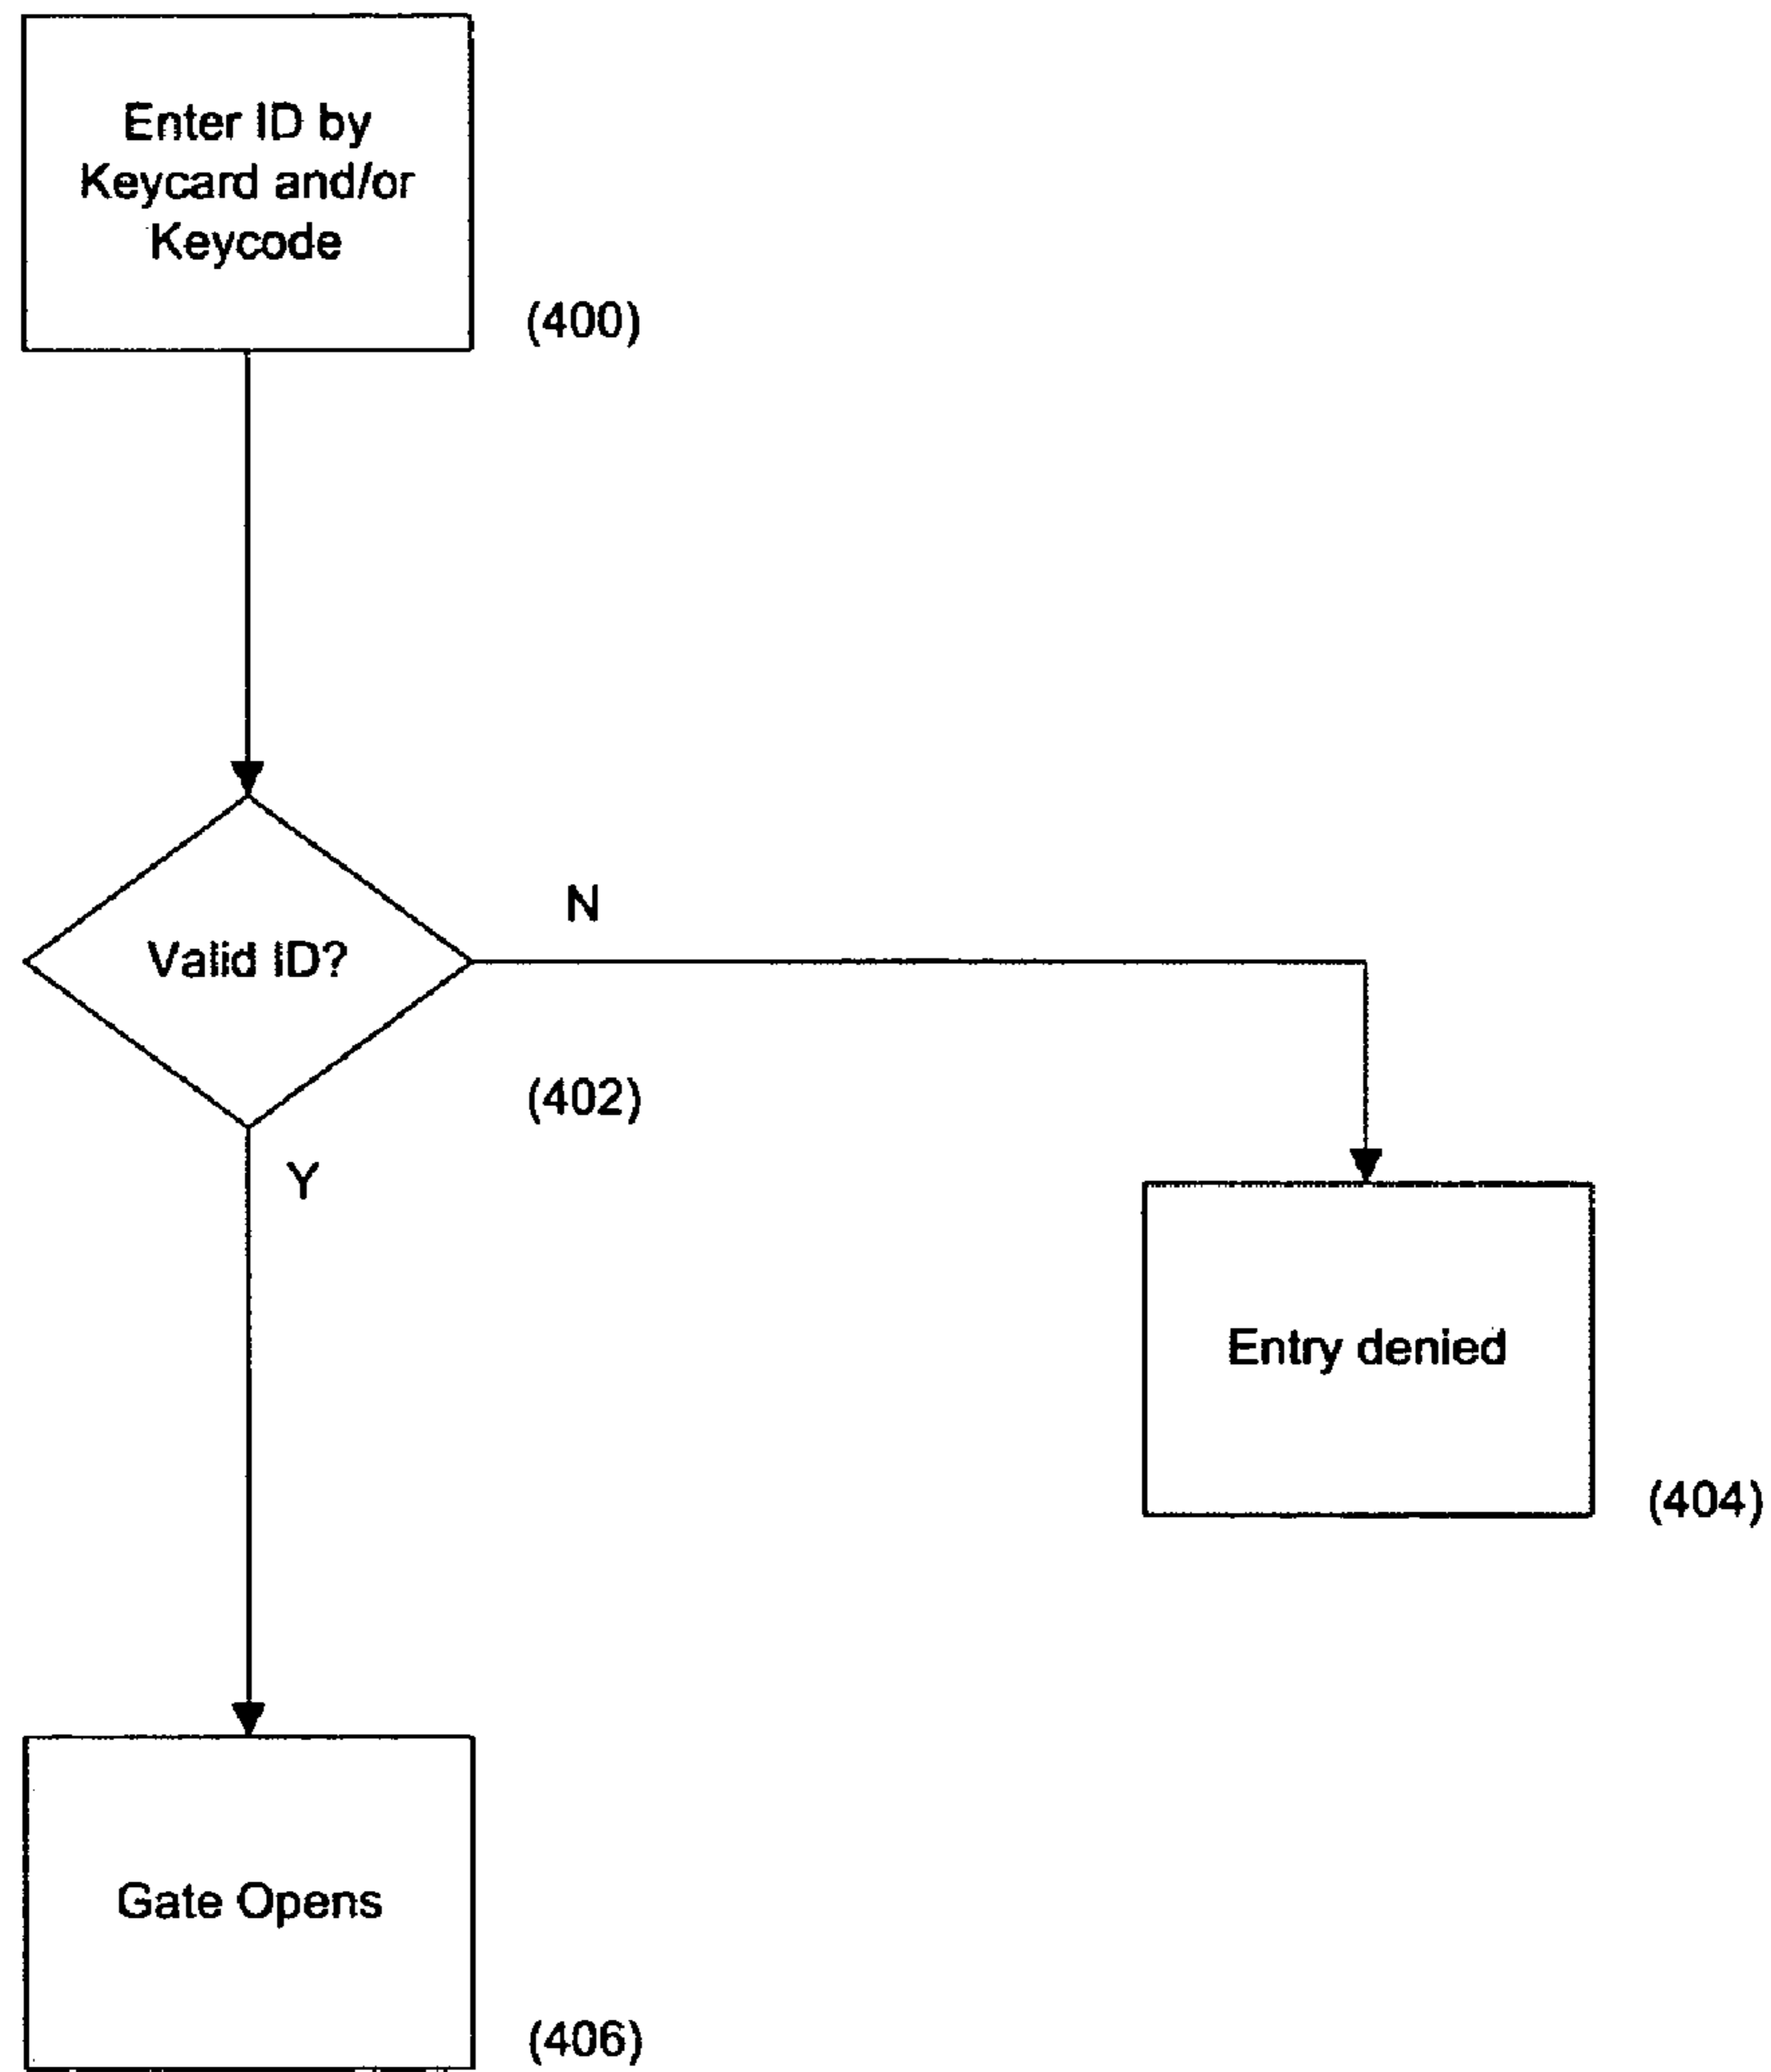 Enter ID by
Keycard and/or
Keycode
(400)
N
Valid ID?
(402)
Y
Entry denied
(404)
Gate Opens
(406)